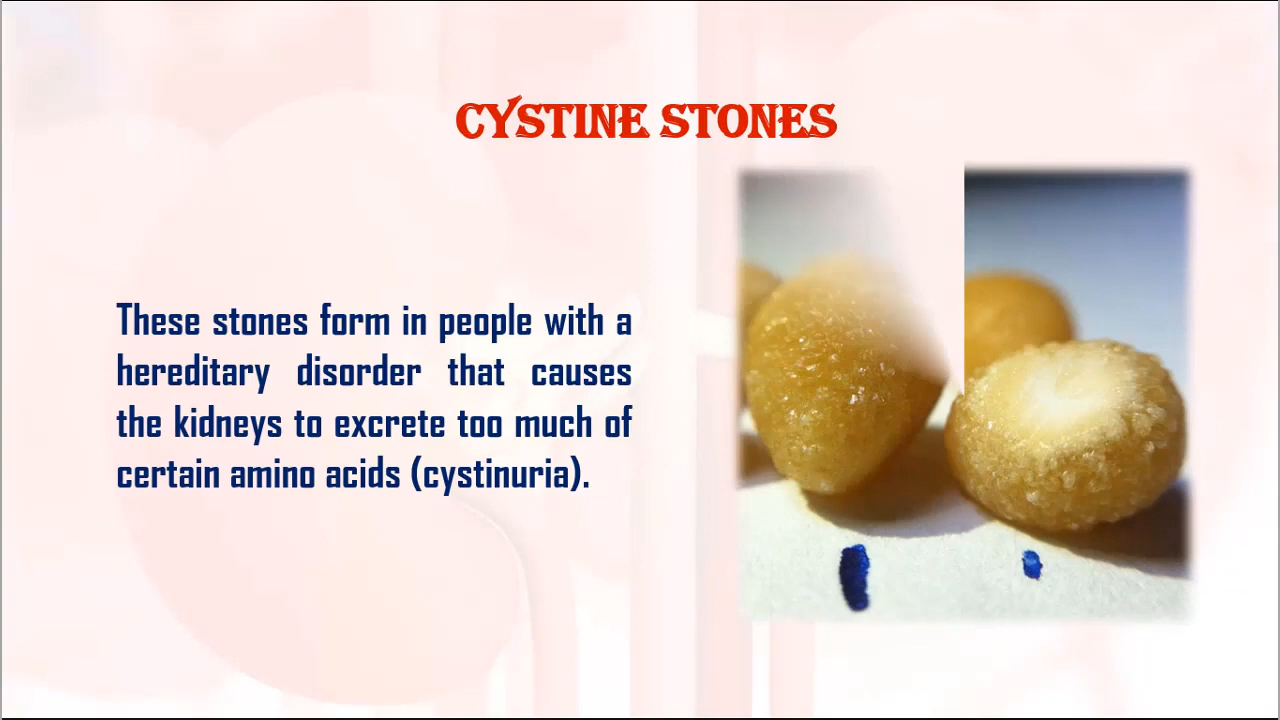 CYSTINE STONES
These stones form in people with a
hereditary disorder that causes
the kidneys to excrete too much of
certain amino acids (cystinuria).